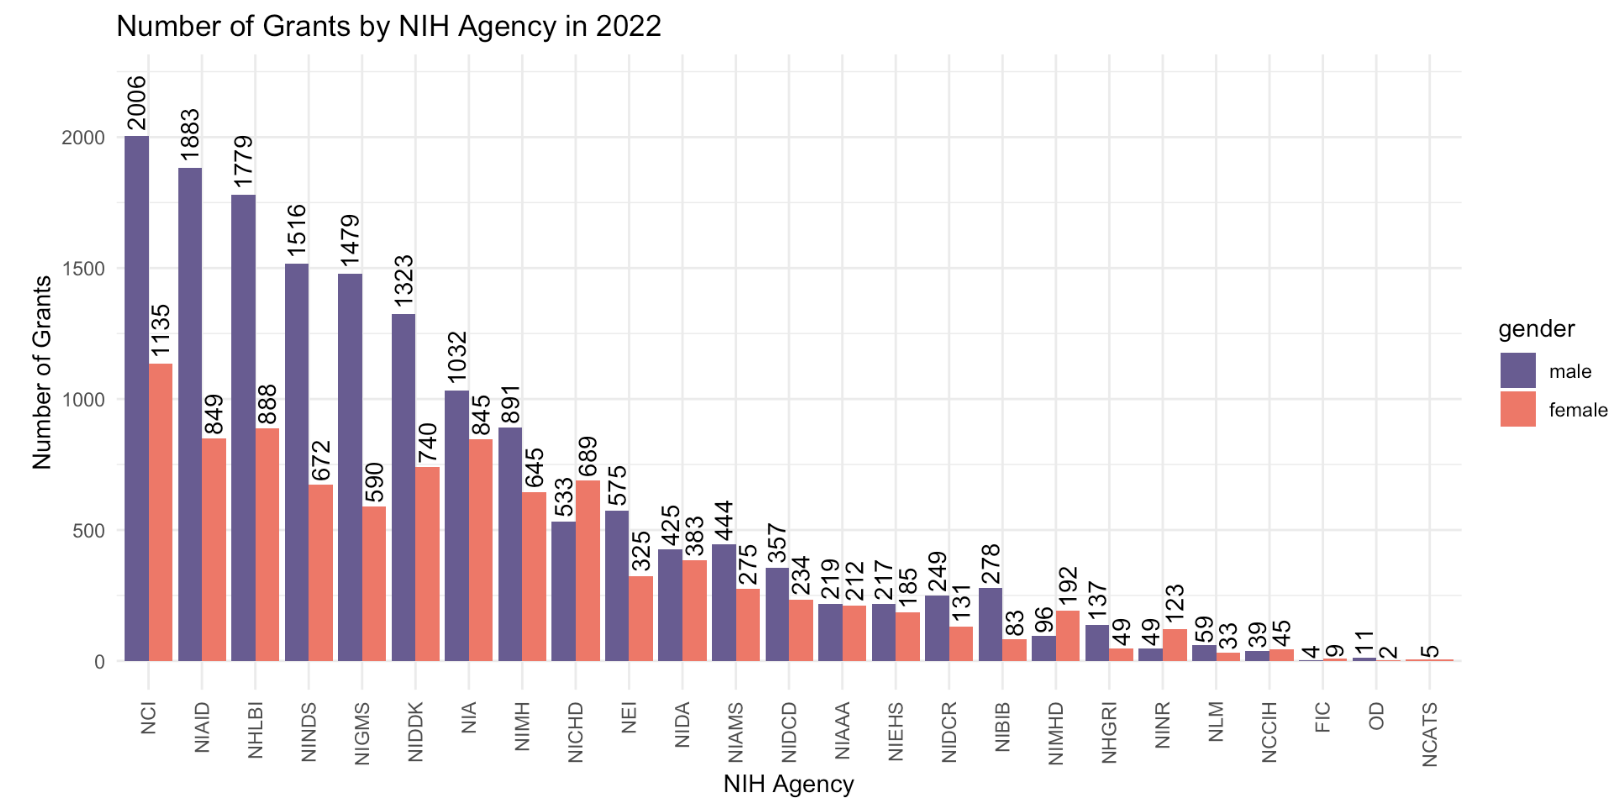 Number of Grants by NIH Agency in 2022
Number of Grants
2000
1500
1000
500
0
2006
1135
1883
849
1779
888
1516
672
1479
590
1323
740
1032
845
891
645
533
689
575
325
425
383
444
275
357
234
219
212
217
185
249
131
278
83
96
192
137
49
49
123
59
33
39
45
4
9
11
2
5
NCI
NIAID
NHLBI
NINDS
NIGMS
NIDDK
NIA
NIMH
NICHD
NEI
NIDA
NIAMS
NIDCD
NIAAA
NIEHS
NIDCR
NIBIB
NIMHD
NHGRI
NINR
NLM
NCCIH
FIC
OD
NCATS
NIH Agency
gender
male
female